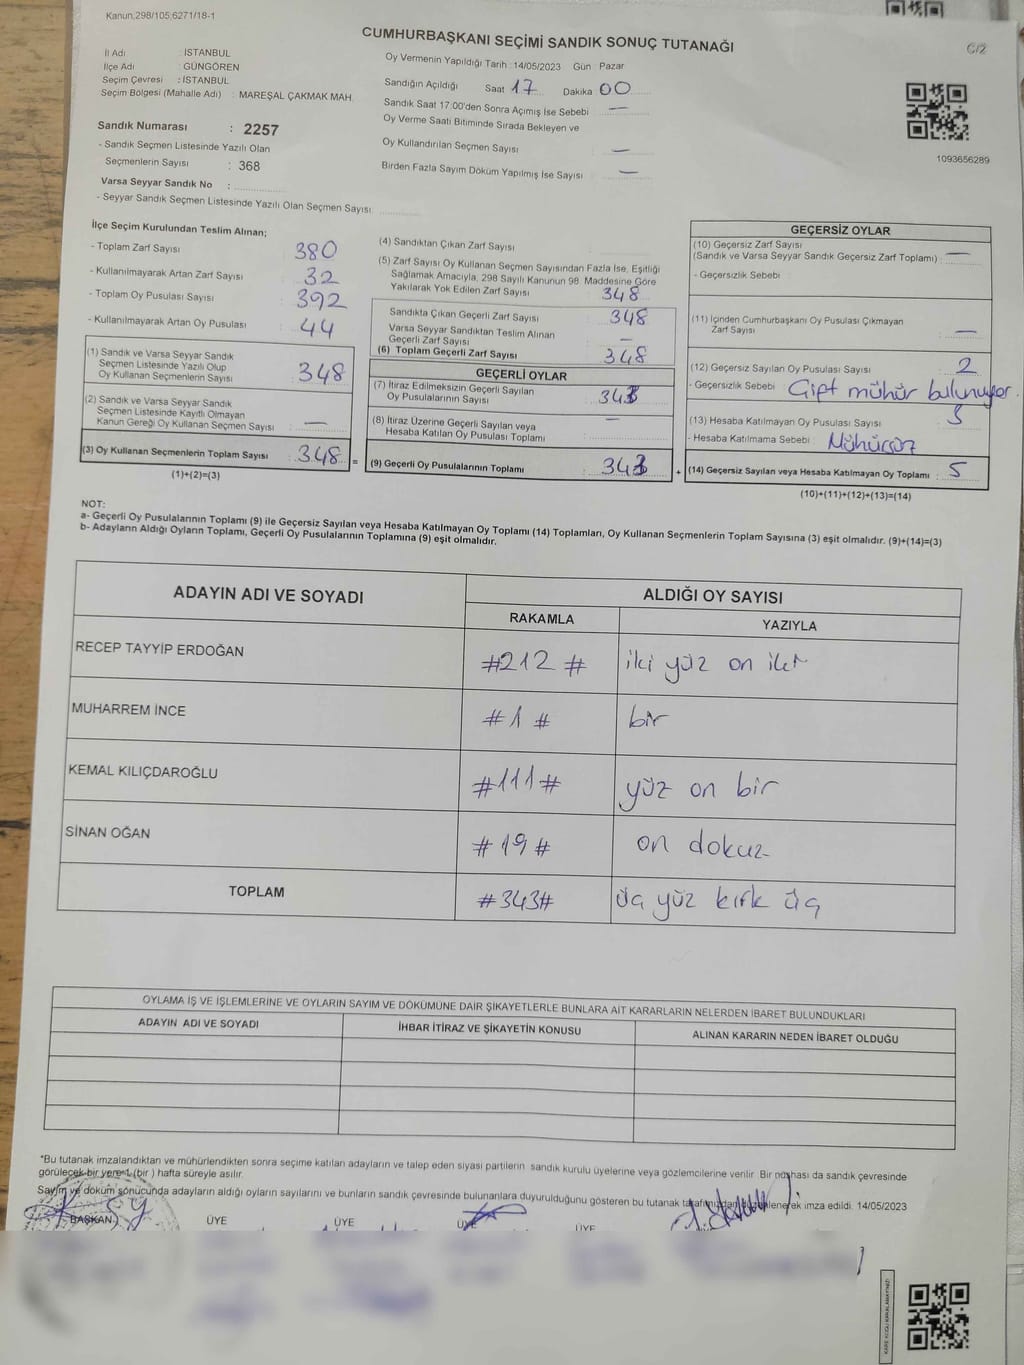 Kanun,298/105;6271/18-1
CUMHURBAŞKANI SEÇİMİ SANDIK SONUÇ TUTANAĞI
C/2
İl Adı : İSTANBUL
İlçe Adı : GÜNGÖREN
Seçim Çevresi : İSTANBUL
Seçim Bölgesi (Mahalle Adı) : MAREŞAL ÇAKMAK MAH.
Sandık Numarası : 2257
- Sandık Seçmen Listesinde Yazılı Olan
Seçmenlerin Sayısı : 368
Varsa Seyyar Sandık No :
- Seyyar Sandık Seçmen Listesinde Yazılı Olan Seçmen Sayısı:
Oy Vermenin Yapıldığı Tarih : 14/05/2023 Gün : Pazar
Sandığın Açıldığı Saat 17 Dakika 00
Sandık Saat 17:00'den Sonra Açımış İse Sebebi —
Oy Verme Saati Bitiminde Sırada Bekleyen ve
Oy Kullandırılan Seçmen Sayısı —
Birden Fazla Sayım Döküm Yapılmış İse Sayısı —
1093656289
İlçe Seçim Kurulundan Teslim Alınan;
- Toplam Zarf Sayısı : 380
- Kullanılmayarak Artan Zarf Sayısı : 32
- Toplam Oy Pusulası Sayısı : 392
- Kullanılmayarak Artan Oy Pusulası : 44
(1) Sandık ve Varsa Seyyar Sandık
Seçmen Listesinde Yazılı Olup
Oy Kullanan Seçmenlerin Sayısı : 348
(2) Sandık ve Varsa Seyyar Sandık
Seçmen Listesinde Kayıtlı Olmayan
Kanun Gereği Oy Kullanan Seçmen Sayısı : —
(3) Oy Kullanan Seçmenlerin Toplam Sayısı : 348 =
(1)+(2)=(3)
(4) Sandıktan Çıkan Zarf Sayısı
(5) Zarf Sayısı Oy Kullanan Seçmen Sayısından Fazla İse, Eşitliği
Sağlamak Amacıyla, 298 Sayılı Kanunun 98. Maddesine Göre
Yakılarak Yok Edilen Zarf Sayısı 348
Sandıkta Çıkan Geçerli Zarf Sayısı : 348
Varsa Seyyar Sandıktan Teslim Alınan
Geçerli Zarf Sayısı : —
(6) Toplam Geçerli Zarf Sayısı : 348
GEÇERLİ OYLAR
(7) İtiraz Edilmeksizin Geçerli Sayılan
Oy Pusulalarının Sayısı : 343
(8) İtiraz Üzerine Geçerli Sayılan veya
Hesaba Katılan Oy Pusulası Toplamı : —
(9) Geçerli Oy Pusulalarının Toplamı : 343 +
GEÇERSİZ OYLAR
(10) Geçersiz Zarf Sayısı
(Sandık ve Varsa Seyyar Sandık Geçersiz Zarf Toplamı) : —
- Geçersizlik Sebebi :
(11) İçinden Cumhurbaşkanı Oy Pusulası Çıkmayan
Zarf Sayısı : —
(12) Geçersiz Sayılan Oy Pusulası Sayısı : 2
- Geçersizlik Sebebi : Çift mühür bulunuyor.
(13) Hesaba Katılmayan Oy Pusulası Sayısı : 3
- Hesaba Katılmama Sebebi : Mühürsüz
(14) Geçersiz Sayılan veya Hesaba Katılmayan Oy Toplamı : 5
(10)+(11)+(12)+(13)=(14)
NOT:
a- Geçerli Oy Pusulalarının Toplamı (9) ile Geçersiz Sayılan veya Hesaba Katılmayan Oy Toplamı (14) Toplamları, Oy Kullanan Seçmenlerin Toplam Sayısına (3) eşit olmalıdır. (9)+(14)=(3)
b- Adayların Aldığı Oyların Toplamı, Geçerli Oy Pusulalarının Toplamına (9) eşit olmalıdır.
ADAYIN ADI VE SOYADI ALDIĞI OY SAYISI
RAKAMLA YAZIYLA
RECEP TAYYİP ERDOĞAN #212 # iki yüz on iki
MUHARREM İNCE #1 # bir
KEMAL KILIÇDAROĞLU #111# yüz on bir
SİNAN OĞAN #19# on dokuz
TOPLAM #343# üç yüz kırk üç
OYLAMA İŞ VE İŞLEMLERİNE VE OYLARIN SAYIM VE DÖKÜMÜNE DAİR ŞİKAYETLERLE BUNLARA AİT KARARLARIN NELERDEN İBARET BULUNDUKLARI
ADAYIN ADI VE SOYADI İHBAR İTİRAZ VE ŞİKAYETİN KONUSU ALINAN KARARIN NEDEN İBARET OLDUĞU
*Bu tutanak imzalandıktan ve mühürlendikten sonra seçime katılan adayların ve talep eden siyasi partilerin sandık kurulu üyelerine veya gözlemcilerine verilir. Bir nüshası da sandık çevresinde
görülecek bir yere 1 (bir ) hafta süreyle asılır.
Sayım ve döküm sonucunda adayların aldığı oyların sayılarını ve bunların sandık çevresinde bulunanlara duyurulduğunu gösteren bu tutanak tarafımızdan düzenlenerek imza edildi. 14/05/2023
BAŞKAN ÜYE ÜYE ÜYE ÜYE